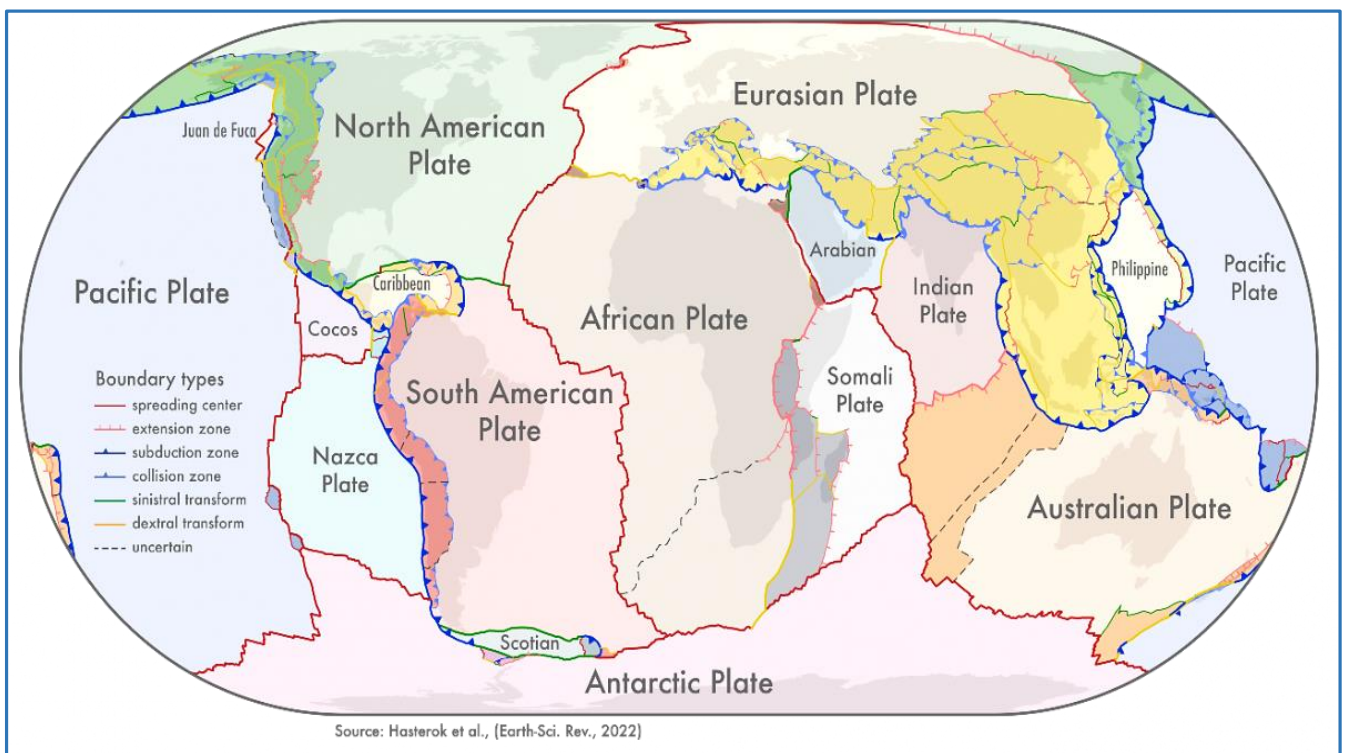 Eurasian Plate
North American
Plate
Juan de Fuca
Arabian
Philippine
Pacific Plate
Caribbean
Indian
Plate
Pacific
Plate
Cocos
African Plate
Boundary types
spreading center
extension zone
subduction zone
collision zone
sinistral transform
dextral transform
uncertain
South American
Plate
Somali
Plate
Nazca
Plate
Australian Plate
Scotian
Antarctic Plate
Source: Hasterok et al., (Earth-Sci. Rev., 2022)